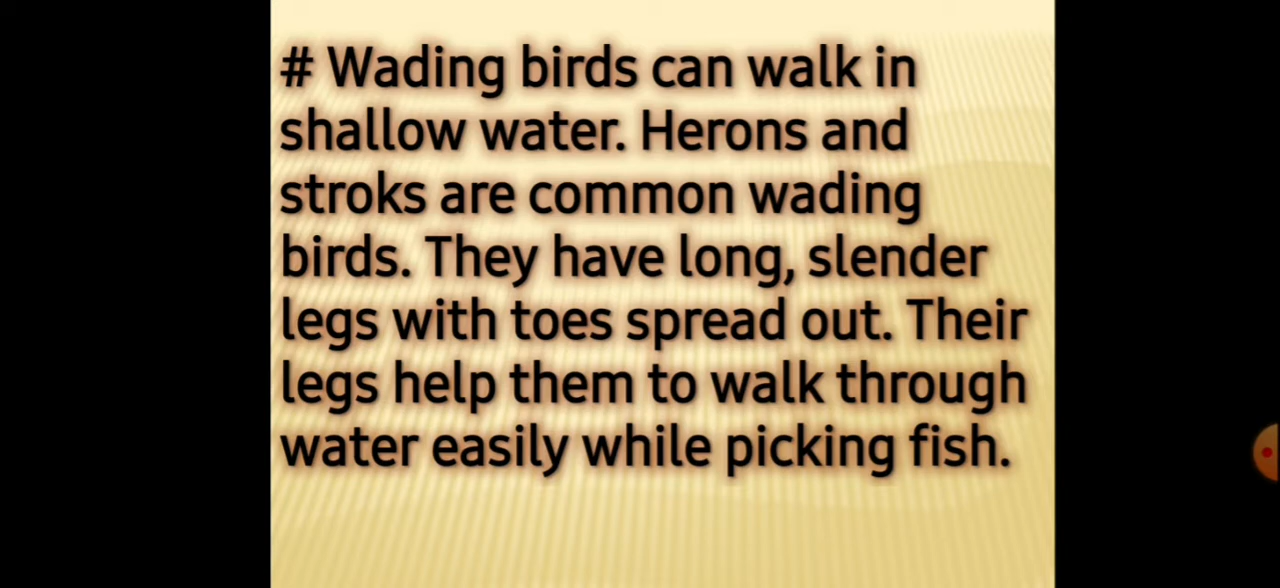 # Wading birds can walk in
shallow water. Herons and
stroks are common wading
birds. They have long, slender
legs with toes spread out. Their
legs help them to walk through
water easily while picking fish.